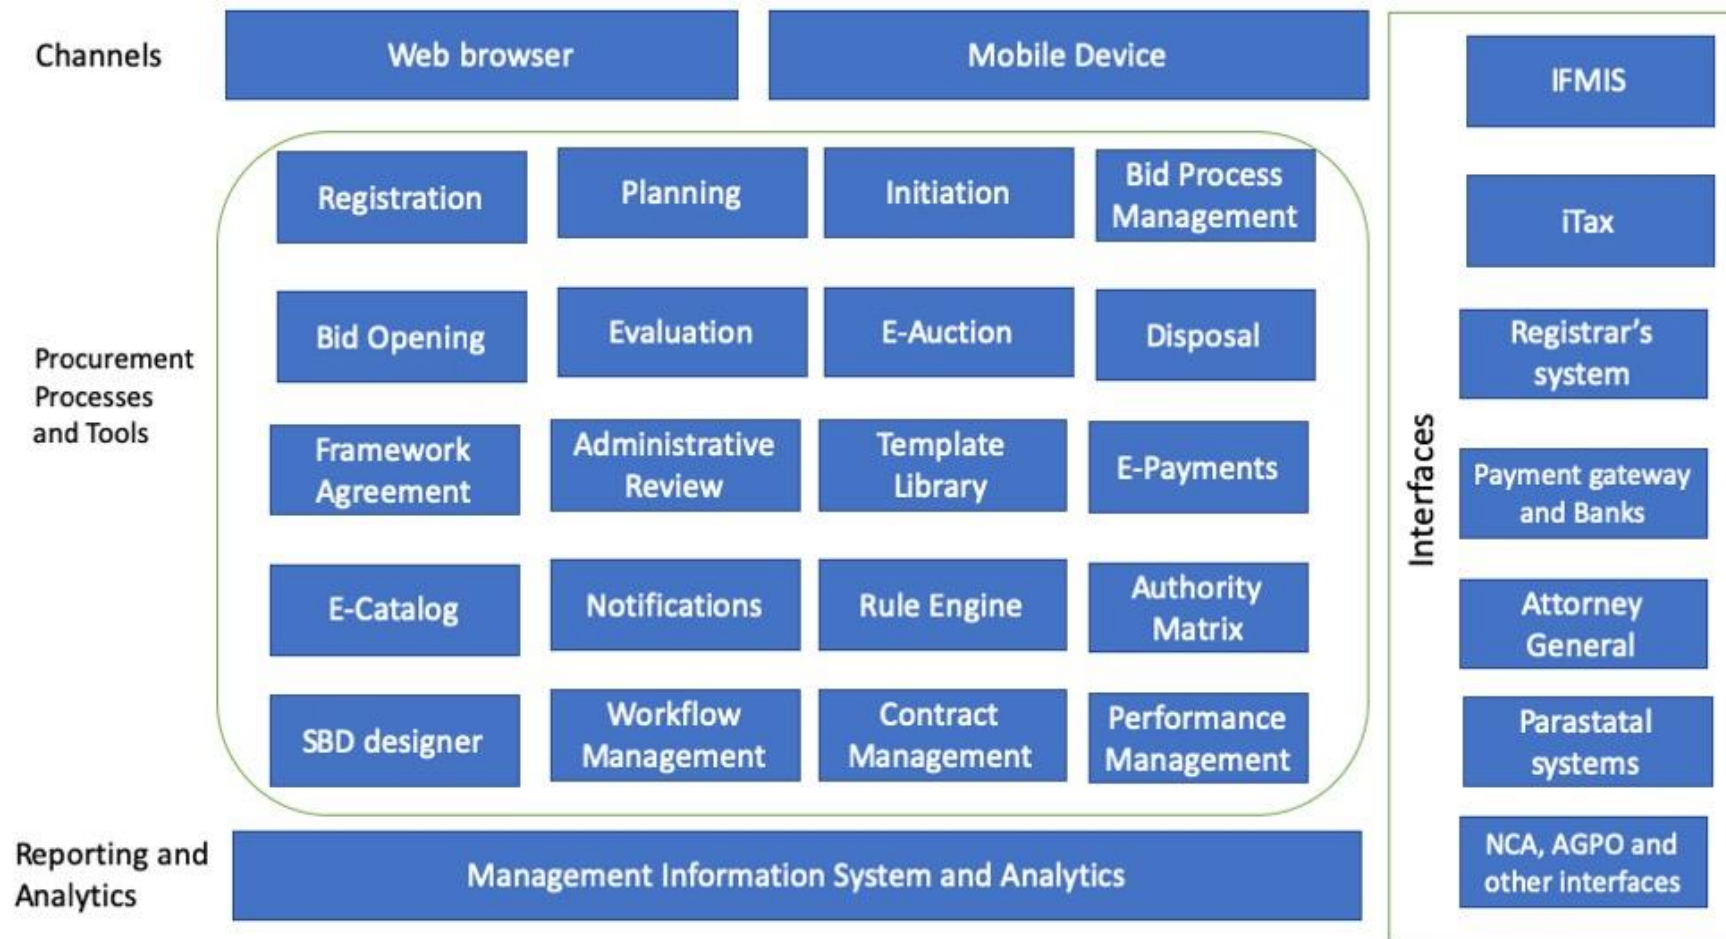 Channels
Web browser
Mobile Device
Procurement
Processes
and Tools
Registration
Planning
Initiation
Bid Process
Management
Bid Opening
Evaluation
E-Auction
Disposal
Framework
Agreement
Administrative
Review
Template
Library
E-Payments
E-Catalog
Notifications
Rule Engine
Authority
Matrix
SBD designer
Workflow
Management
Contract
Management
Performance
Management
Reporting and
Analytics
Management Information System and Analytics
Interfaces
IFMIS
iTax
Registrar’s
system
Payment gateway
and Banks
Attorney
General
Parastatal
systems
NCA, AGPO and
other interfaces